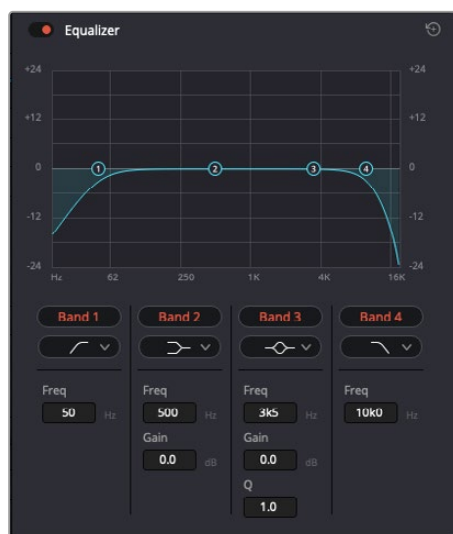 Equalizer
+24 +24
+12 +12
0 1 2 3 4 0
-12 -12
-24 -24
Hz 62 250 1K 4K 16K
Band 1 Band 2 Band 3 Band 4
Freq Freq Freq Freq
50 Hz 500 Hz 3k5 Hz 10k0 Hz
Gain Gain
0.0 dB 0.0 dB
Q
1.0